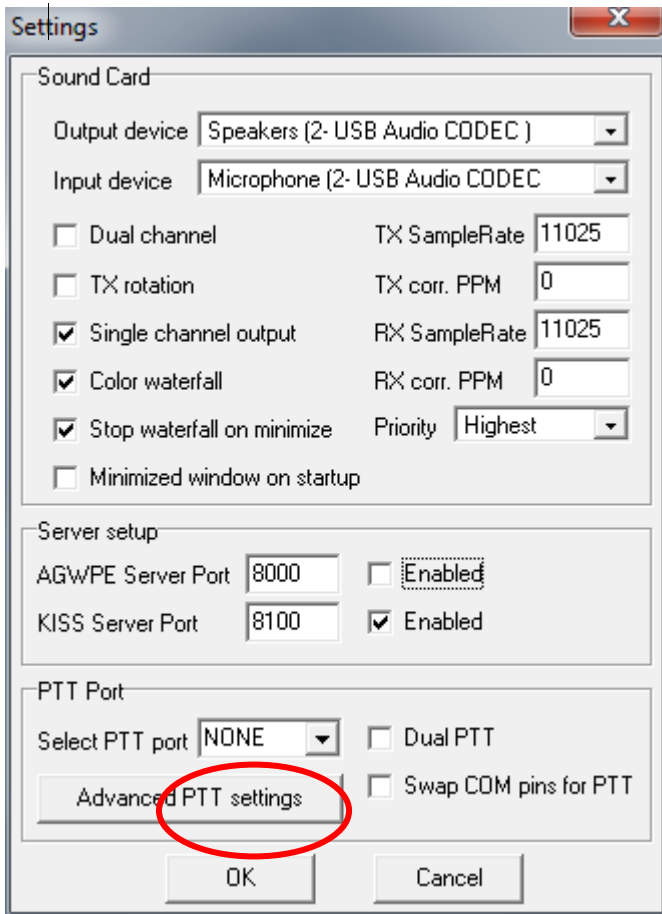 Settings
Sound Card
Output device Speakers (2- USB Audio CODEC )
Input device Microphone (2- USB Audio CODEC
Dual channel TX SampleRate 11025
TX rotation TX corr. PPM 0
Single channel output RX SampleRate 11025
Color waterfall RX corr. PPM 0
Stop waterfall on minimize Priority Highest
Minimized window on startup
Server setup
AGWPE Server Port 8000 Enabled
KISS Server Port 8100 Enabled
PTT Port
Select PTT port NONE Dual PTT
Advanced PTT settings Swap COM pins for PTT
OK Cancel